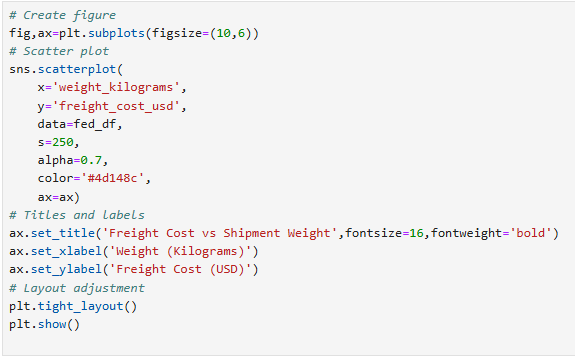 # Create figure
fig,ax=plt.subplots(figsize=(10,6))
# Scatter plot
sns.scatterplot(
    x='weight_kilograms',
    y='freight_cost_usd',
    data=fed_df,
    s=250,
    alpha=0.7,
    color='#4d148c',
    ax=ax)
# Titles and labels
ax.set_title('Freight Cost vs Shipment Weight',fontsize=16,fontweight='bold')
ax.set_xlabel('Weight (Kilograms)')
ax.set_ylabel('Freight Cost (USD)')
# Layout adjustment
plt.tight_layout()
plt.show()